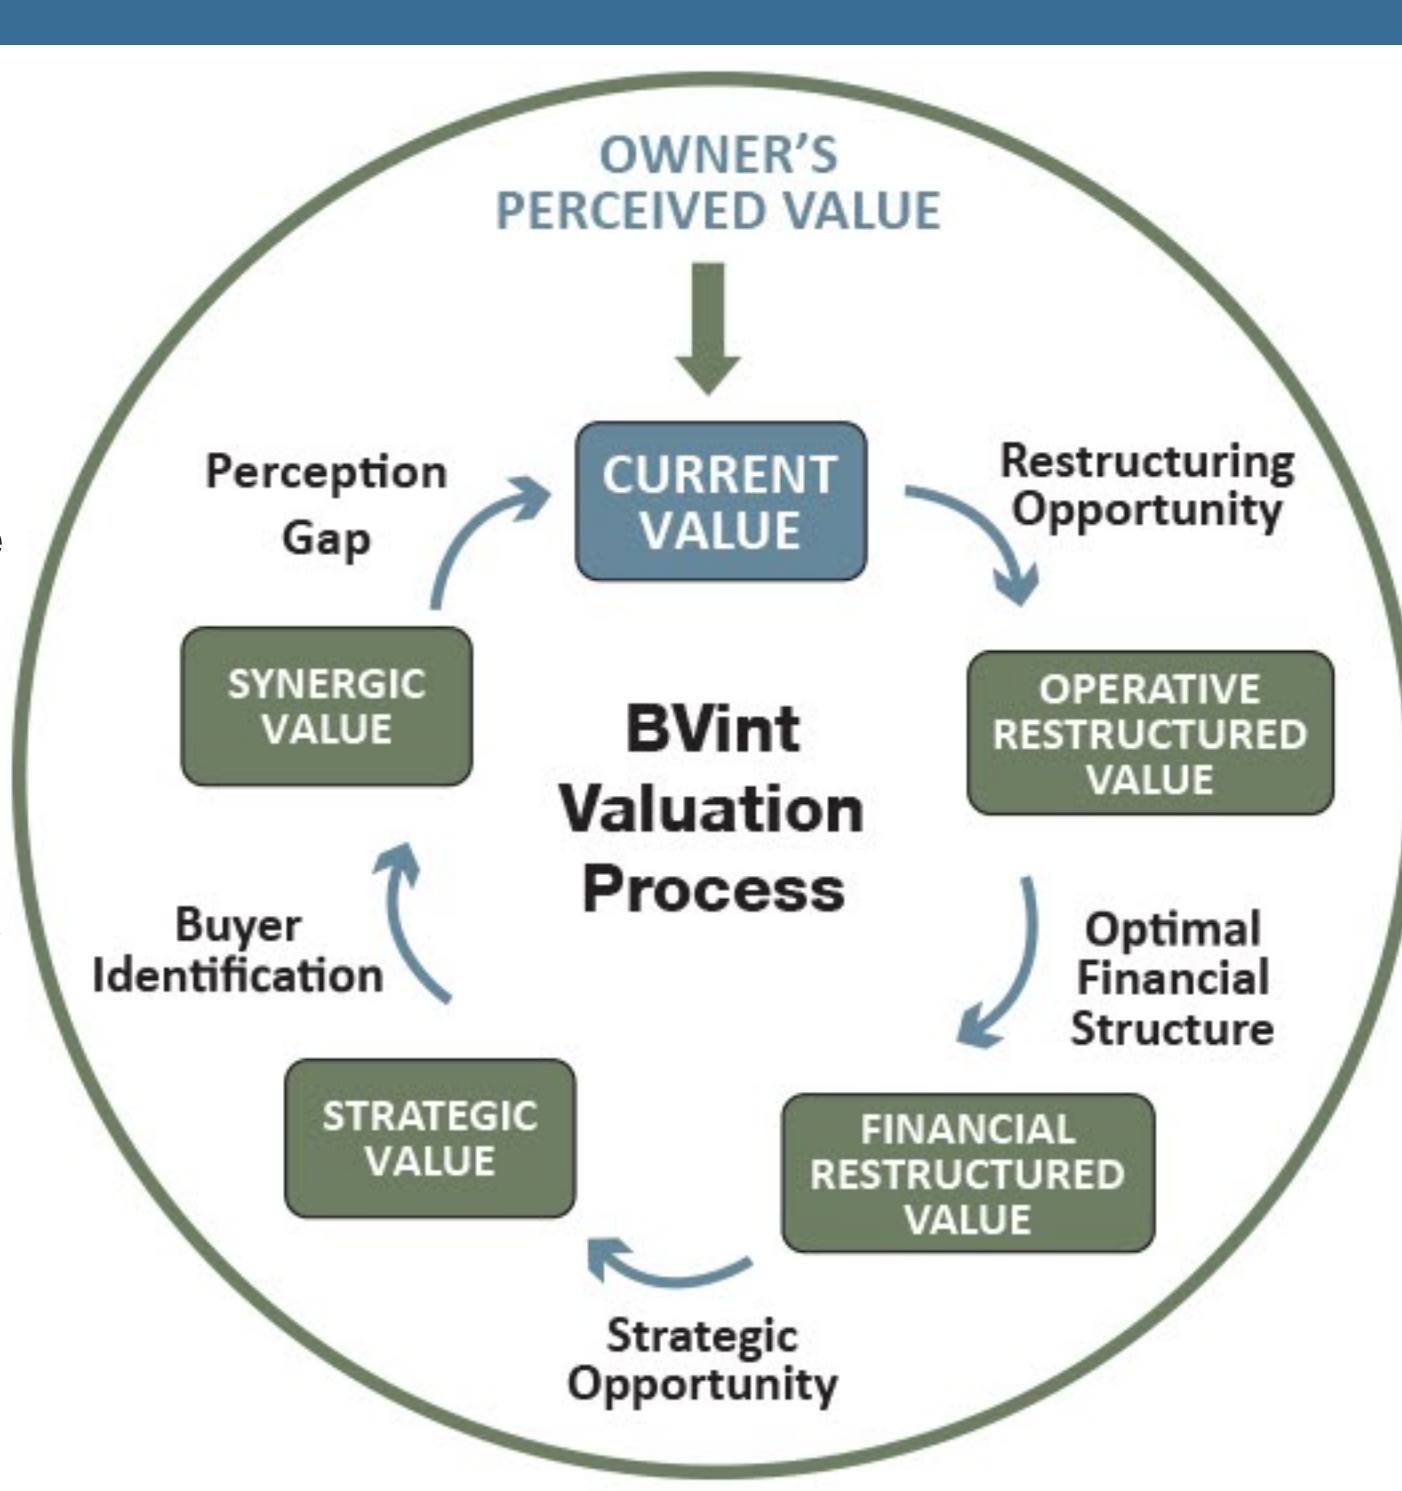 OWNER’S
PERCEIVED VALUE
CURRENT
VALUE
Restructuring
Opportunity
OPERATIVE
RESTRUCTURED
VALUE
Optimal
Financial
Structure
FINANCIAL
RESTRUCTURED
VALUE
Strategic
Opportunity
STRATEGIC
VALUE
Buyer
Identification
SYNERGIC
VALUE
Perception
Gap
BVint
Valuation
Process